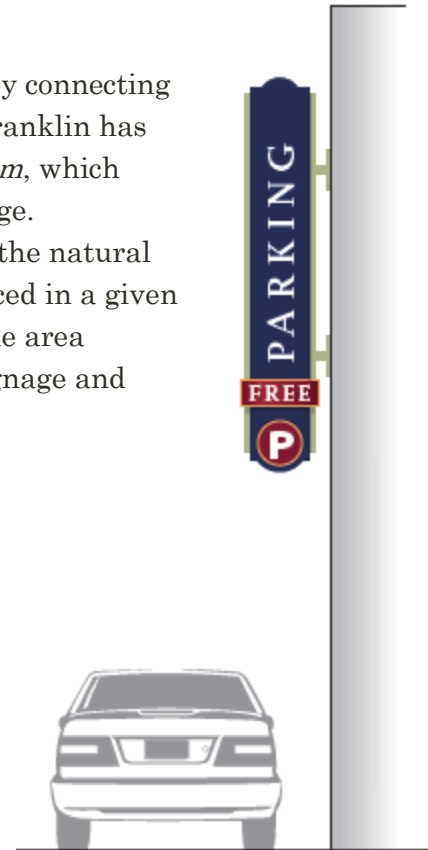 y connecting
ranklin has
m, which
ge.
the natural
ced in a given
e area
gnage and
PARKING
FREE
P